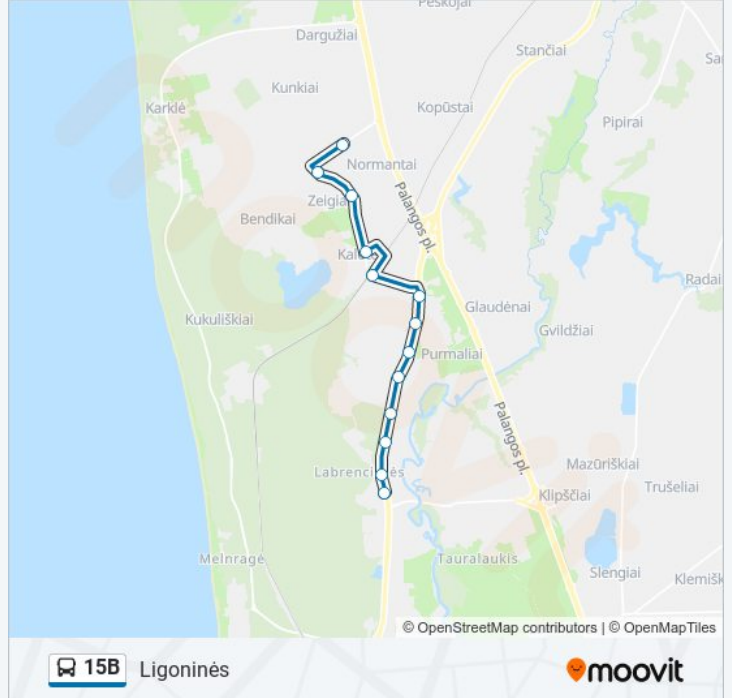 Peskojai
Dargužiai
Stančiai
Kunkiai
Karklė
Kopūstai
Pipirai
Normantai
Zeigiai
Palangos pl.
Bendikai
Radai
Glaudėnai
Kukuliškiai
Gvildžiai
Purmaliai
Palangos pl.
Mazūriškiai
Trušeliai
Klipščiai
Melnragė
Tauralaukis
Slengiai
© OpenStreetMap contributors | © OpenMapTiles
15B Ligoninės
moovit